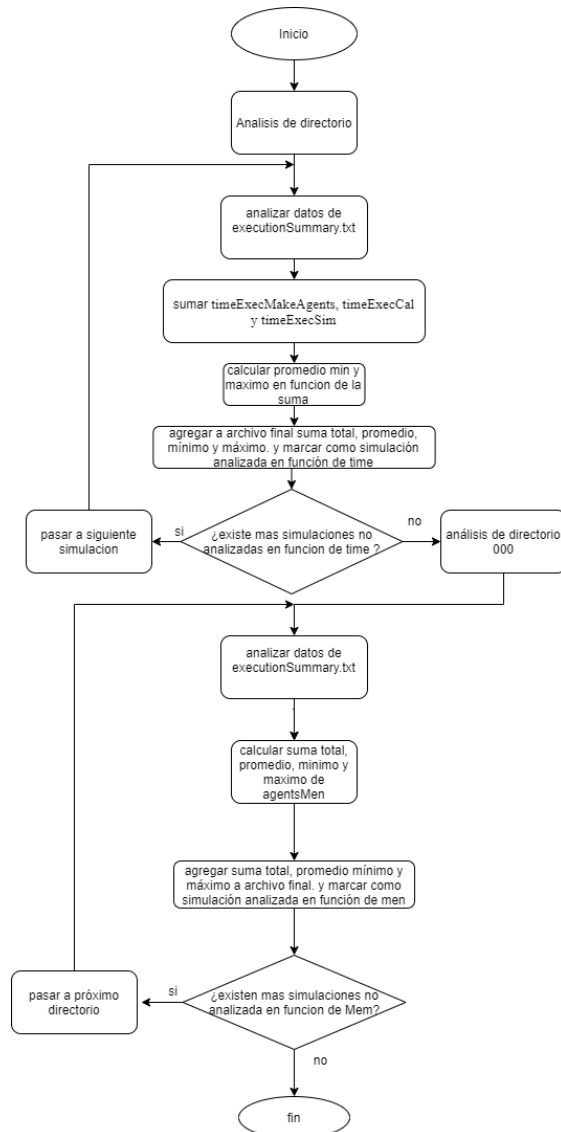 Inicio
Analisis de directorio
analizar datos de
executionSummary.txt
sumar timeExecMakeAgents, timeExecCal
y timeExecSim
calcular promedio min y
maximo en funcion de la
suma
agregar a archivo final suma total, promedio,
mínimo y máximo. y marcar como simulación
analizada en función de time
¿existe mas simulaciones no
analizadas en funcion de time ?
si
pasar a siguiente
simulacion
no
análisis de directorio
000
analizar datos de
executionSummary.txt
calcular suma total,
promedio, minimo y
maximo de
agentsMen
agregar suma total, promedio mínimo y
máximo a archivo final. y marcar como
simulación analizada en función de men
¿existen mas simulaciones no
analizada en funcion de Mem?
si
pasar a próximo
directorio
no
fin